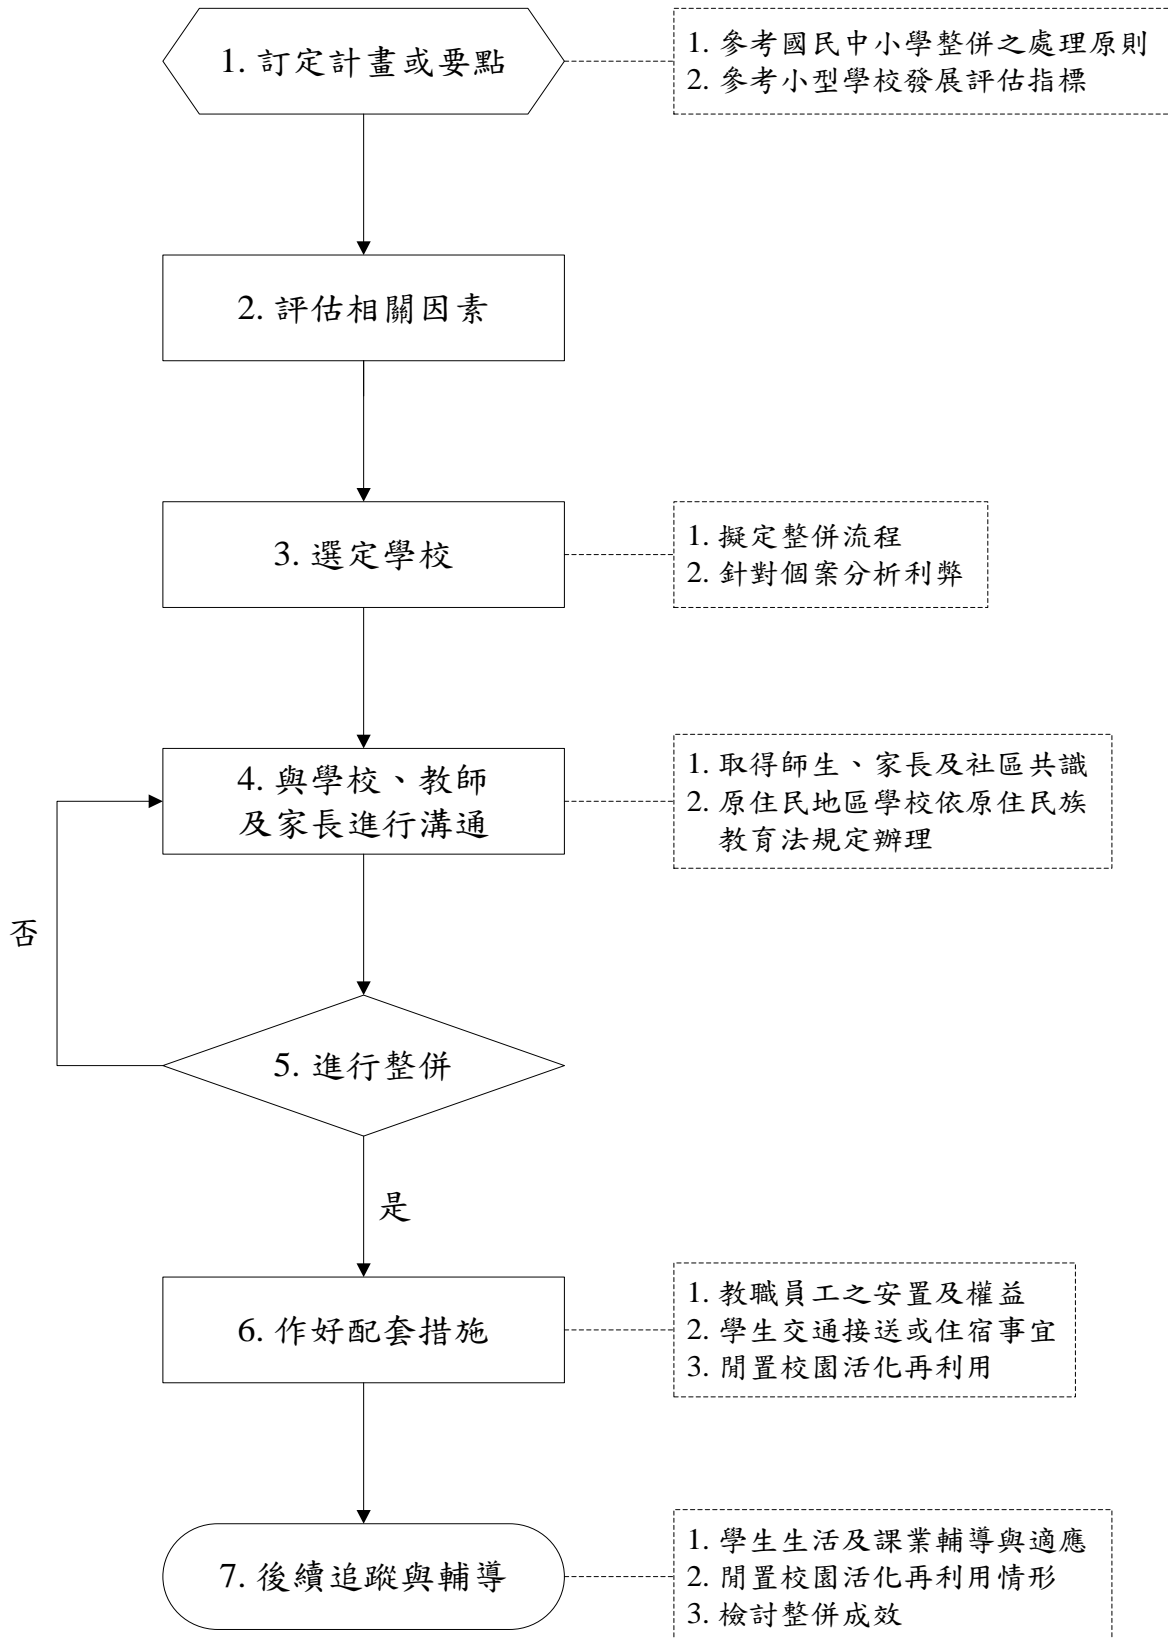 1. 訂定計畫或要點
1. 參考國民中小學整併之處理原則
2. 參考小型學校發展評估指標
2. 評估相關因素
3. 選定學校
1. 擬定整併流程
2. 針對個案分析利弊
4. 與學校、教師
及家長進行溝通
1. 取得師生、家長及社區共識
2. 原住民地區學校依原住民族
教育法規定辦理
否
5. 進行整併
是
6. 作好配套措施
1. 教職員工之安置及權益
2. 學生交通接送或住宿事宜
3. 閒置校園活化再利用
7. 後續追蹤與輔導
1. 學生生活及課業輔導與適應
2. 閒置校園活化再利用情形
3. 檢討整併成效